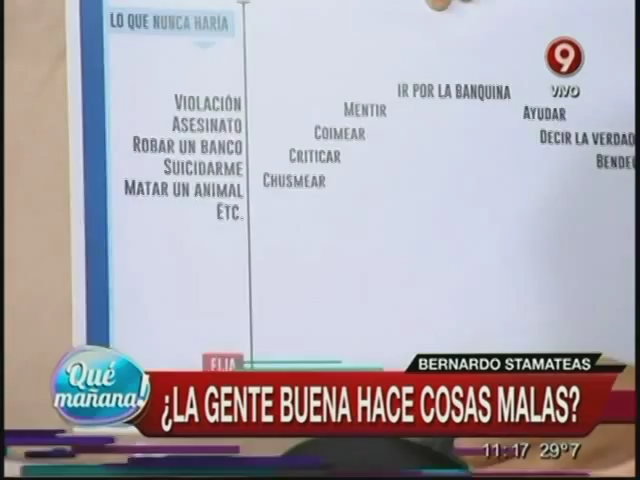 LO QUE NUNCA HARÍA
9
VIVO
VIOLACIÓN
ASESINATO
ROBAR UN BANCO
SUICIDARME
MATAR UN ANIMAL
ETC.
IR POR LA BANQUINA
MENTIR
COIMEAR
CRITICAR
CHUSMEAR
AYUDAR
DECIR LA VERDAD
BERNARDO STAMATEAS
Qué mañana!
¿LA GENTE BUENA HACE COSAS MALAS?
11:17 29°7